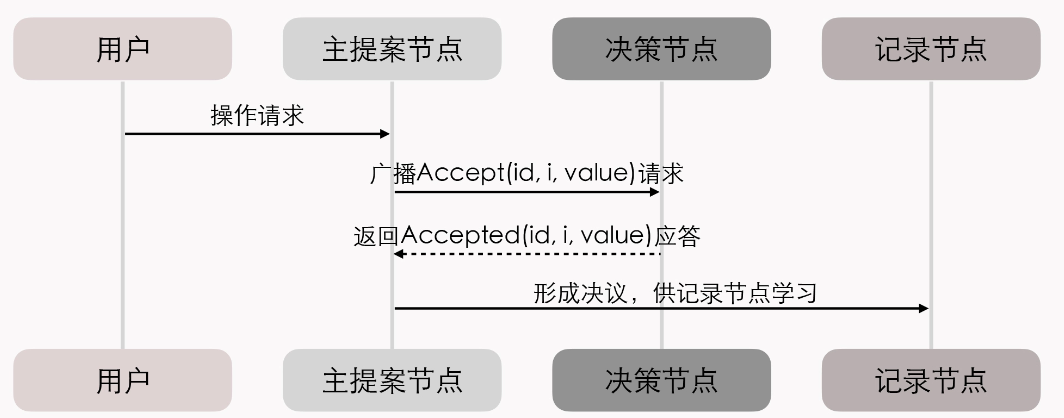 用户
主提案节点
决策节点
记录节点
操作请求
广播Accept(id, i, value)请求
返回Accepted(id, i, value)应答
形成决议，供记录节点学习
用户
主提案节点
决策节点
记录节点